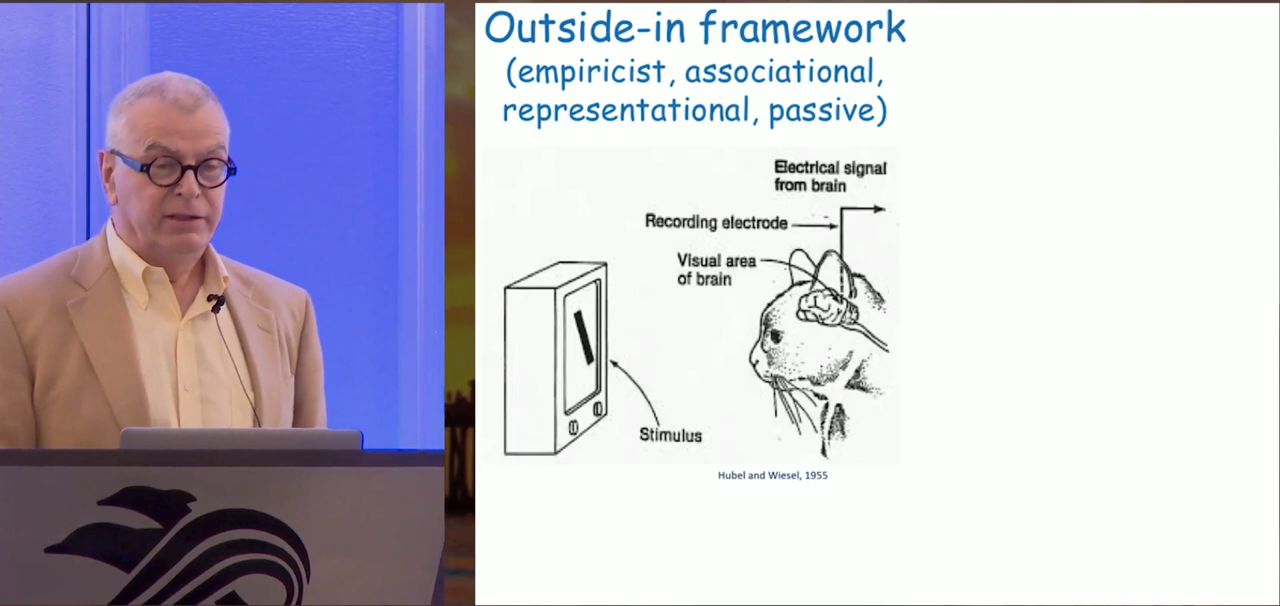 Outside-in framework
(empiricist, associational,
representational, passive)
Electrical signal
from brain
Recording electrode
Visual area
of brain
Stimulus
Hubel and Wiesel, 1955